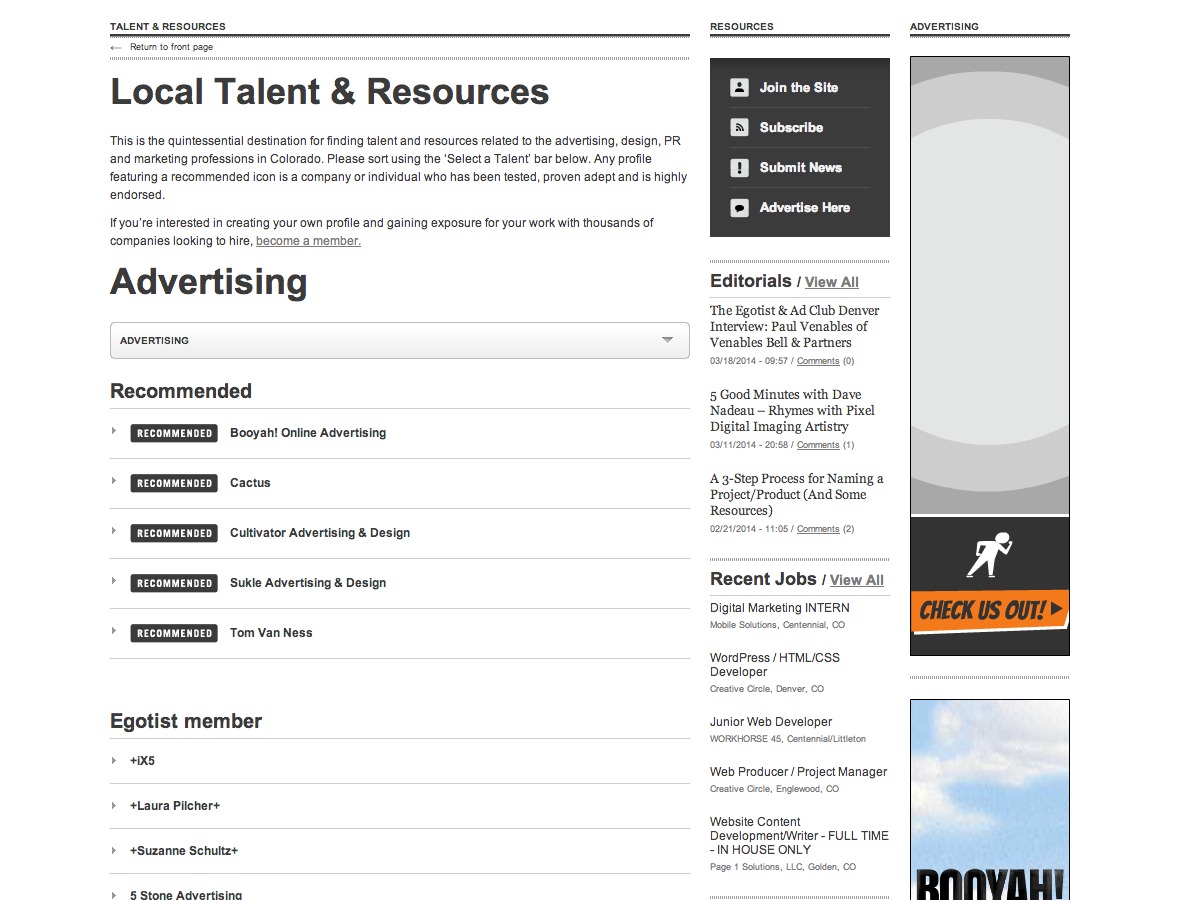 TALENT & RESOURCES
← Return to front page
Local Talent & Resources
This is the quintessential destination for finding talent and resources related to the advertising, design, PR
and marketing professions in Colorado. Please sort using the ‘Select a Talent’ bar below. Any profile
featuring a recommended icon is a company or individual who has been tested, proven adept and is highly
endorsed.
If you’re interested in creating your own profile and gaining exposure for your work with thousands of
companies looking to hire, become a member.
Advertising
ADVERTISING
Recommended
RECOMMENDED Booyah! Online Advertising
RECOMMENDED Cactus
RECOMMENDED Cultivator Advertising & Design
RECOMMENDED Sukle Advertising & Design
RECOMMENDED Tom Van Ness
Egotist member
+iX5
+Laura Pilcher+
+Suzanne Schultz+
5 Stone Advertising
RESOURCES
Join the Site
Subscribe
Submit News
Advertise Here
Editorials / View All
The Egotist & Ad Club Denver
Interview: Paul Venables of
Venables Bell & Partners
03/18/2014 - 09:57 / Comments (0)
5 Good Minutes with Dave
Nadeau – Rhymes with Pixel
Digital Imaging Artistry
03/11/2014 - 20:58 / Comments (1)
A 3-Step Process for Naming a
Project/Product (And Some
Resources)
02/21/2014 - 11:05 / Comments (2)
Recent Jobs / View All
Digital Marketing INTERN
Mobile Solutions, Centennial, CO
WordPress / HTML/CSS
Developer
Creative Circle, Denver, CO
Junior Web Developer
WORKHORSE 45, Centennial/Littleton
Web Producer / Project Manager
Creative Circle, Englewood, CO
Website Content
Development/Writer - FULL TIME
- IN HOUSE ONLY
Page 1 Solutions, LLC, Golden, CO
ADVERTISING
CHECK US OUT!
BOOYAH!